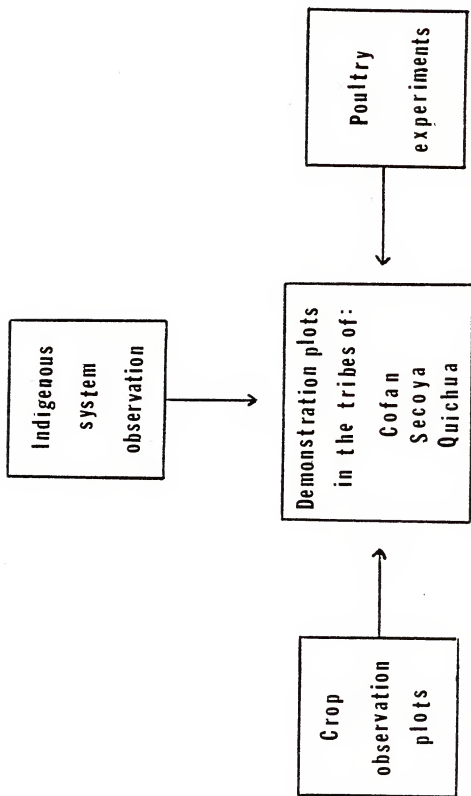 Indigenous
system
observation
Crop
observation
plots
Demonstration plots
in the tribes of:
Cofan
Secoya
Quichua
Poultry
experiments